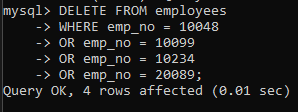 mysql> DELETE FROM employees
-> WHERE emp_no = 10048
-> OR emp_no = 10099
-> OR emp_no = 10234
-> OR emp_no = 20089;
Query OK, 4 rows affected (0.01 sec)